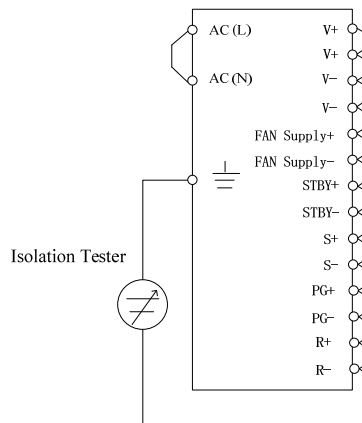 AC (L)
AC (N)
Isolation Tester
V+
V+
V−
V−
FAN Supply+
FAN Supply−
STBY+
STBY−
S+
S−
PG+
PG−
R+
R−